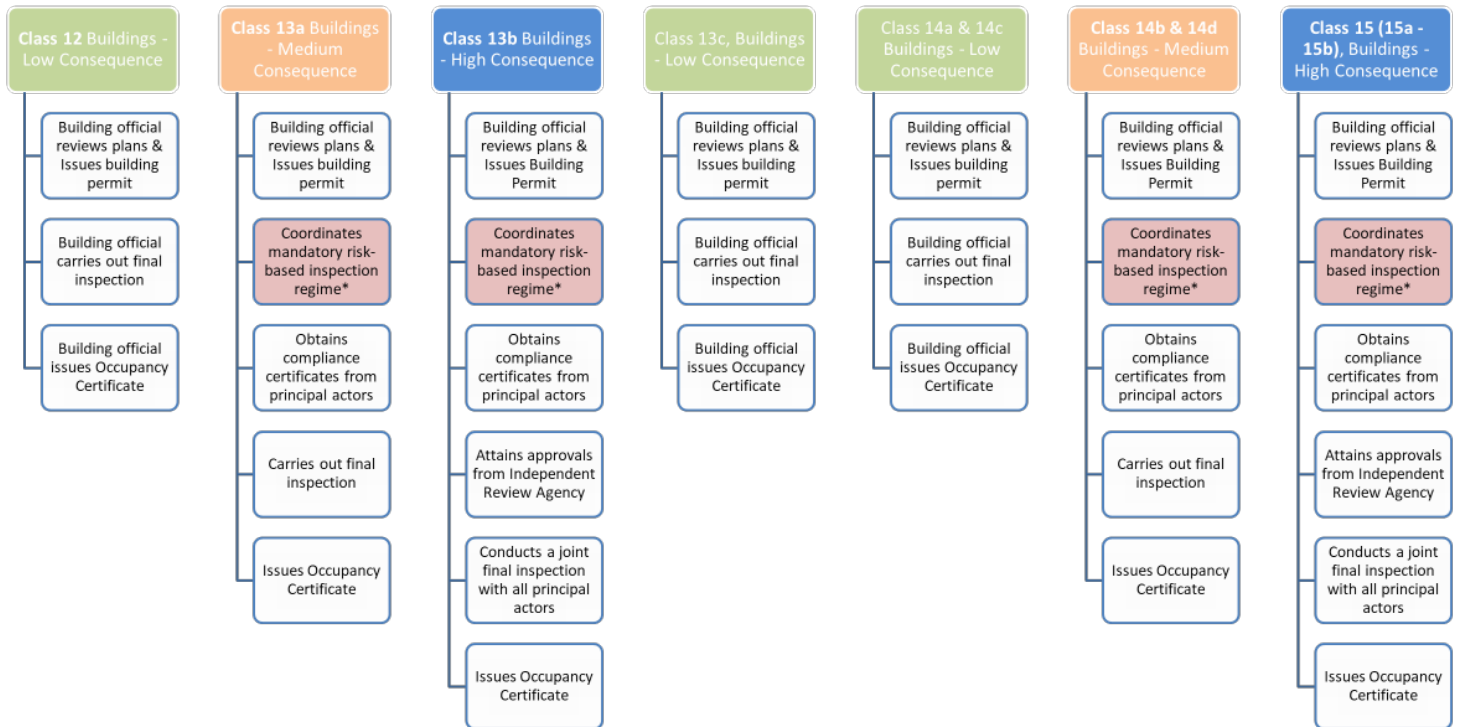 Class 12 Buildings -
Low Consequence
Building official
reviews plans &
Issues building
permit
Building official
carries out final
inspection
Building official
issues Occupancy
Certificate
Class 13a Buildings
- Medium
Consequence
Building official
reviews plans &
Issues building
permit
Coordinates
mandatory risk-
based inspection
regime*
Obtains
compliance
certificates from
principal actors
Carries out final
inspection
Issues Occupancy
Certificate
Class 13b Buildings
- High Consequence
Building official
reviews plans &
Issues Building
Permit
Coordinates
mandatory risk-
based inspection
regime*
Obtains
compliance
certificates from
principal actors
Attains approvals
from Independent
Review Agency
Conducts a joint
final inspection
with all principal
actors
Issues Occupancy
Certificate
Class 13c, Buildings
- Low Consequence
Building official
reviews plans &
Issues building
permit
Building official
carries out final
inspection
Building official
issues Occupancy
Certificate
Class 14a & 14c
Buildings - Low
Consequence
Building official
reviews plans &
Issues building
permit
Building official
carries out final
inspection
Building official
issues Occupancy
Certificate
Class 14b & 14d
Buildings - Medium
Consequence
Building official
reviews plans &
Issues Building
Permit
Coordinates
mandatory risk-
based inspection
regime*
Obtains
compliance
certificates from
principal actors
Carries out final
inspection
Issues Occupancy
Certificate
Class 15 (15a -
15b), Buildings -
High Consequence
Building official
reviews plans &
Issues Building
Permit
Coordinates
mandatory risk-
based inspection
regime*
Obtains
compliance
certificates from
principal actors
Attains approvals
from Independent
Review Agency
Conducts a joint
final inspection
with all principal
actors
Issues Occupancy
Certificate